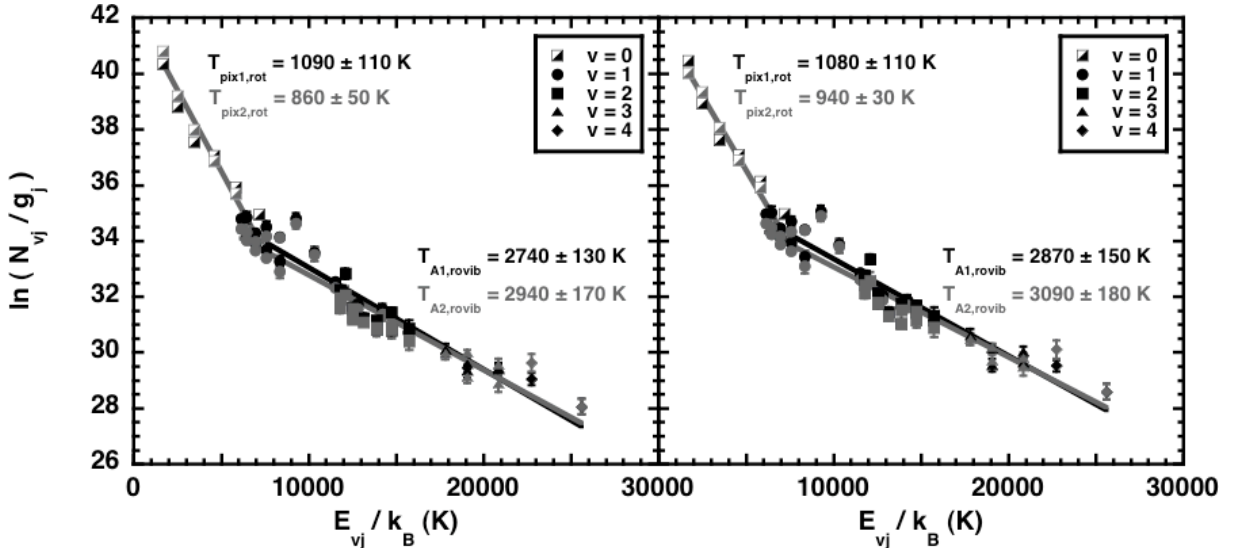 42
40
38
36
34
32
30
28
26
ln ( N_vj / g_j )
T_pix1,rot = 1090 ± 110 K
T_pix2,rot = 860 ± 50 K
v = 0
v = 1
v = 2
v = 3
v = 4
T_A1,rovib = 2740 ± 130 K
T_A2,rovib = 2940 ± 170 K
0 10000 20000 30000
E_vj / k_B (K)
T_pix1,rot = 1080 ± 110 K
T_pix2,rot = 940 ± 30 K
v = 0
v = 1
v = 2
v = 3
v = 4
T_A1,rovib = 2870 ± 150 K
T_A2,rovib = 3090 ± 180 K
10000 20000 30000
E_vj / k_B (K)